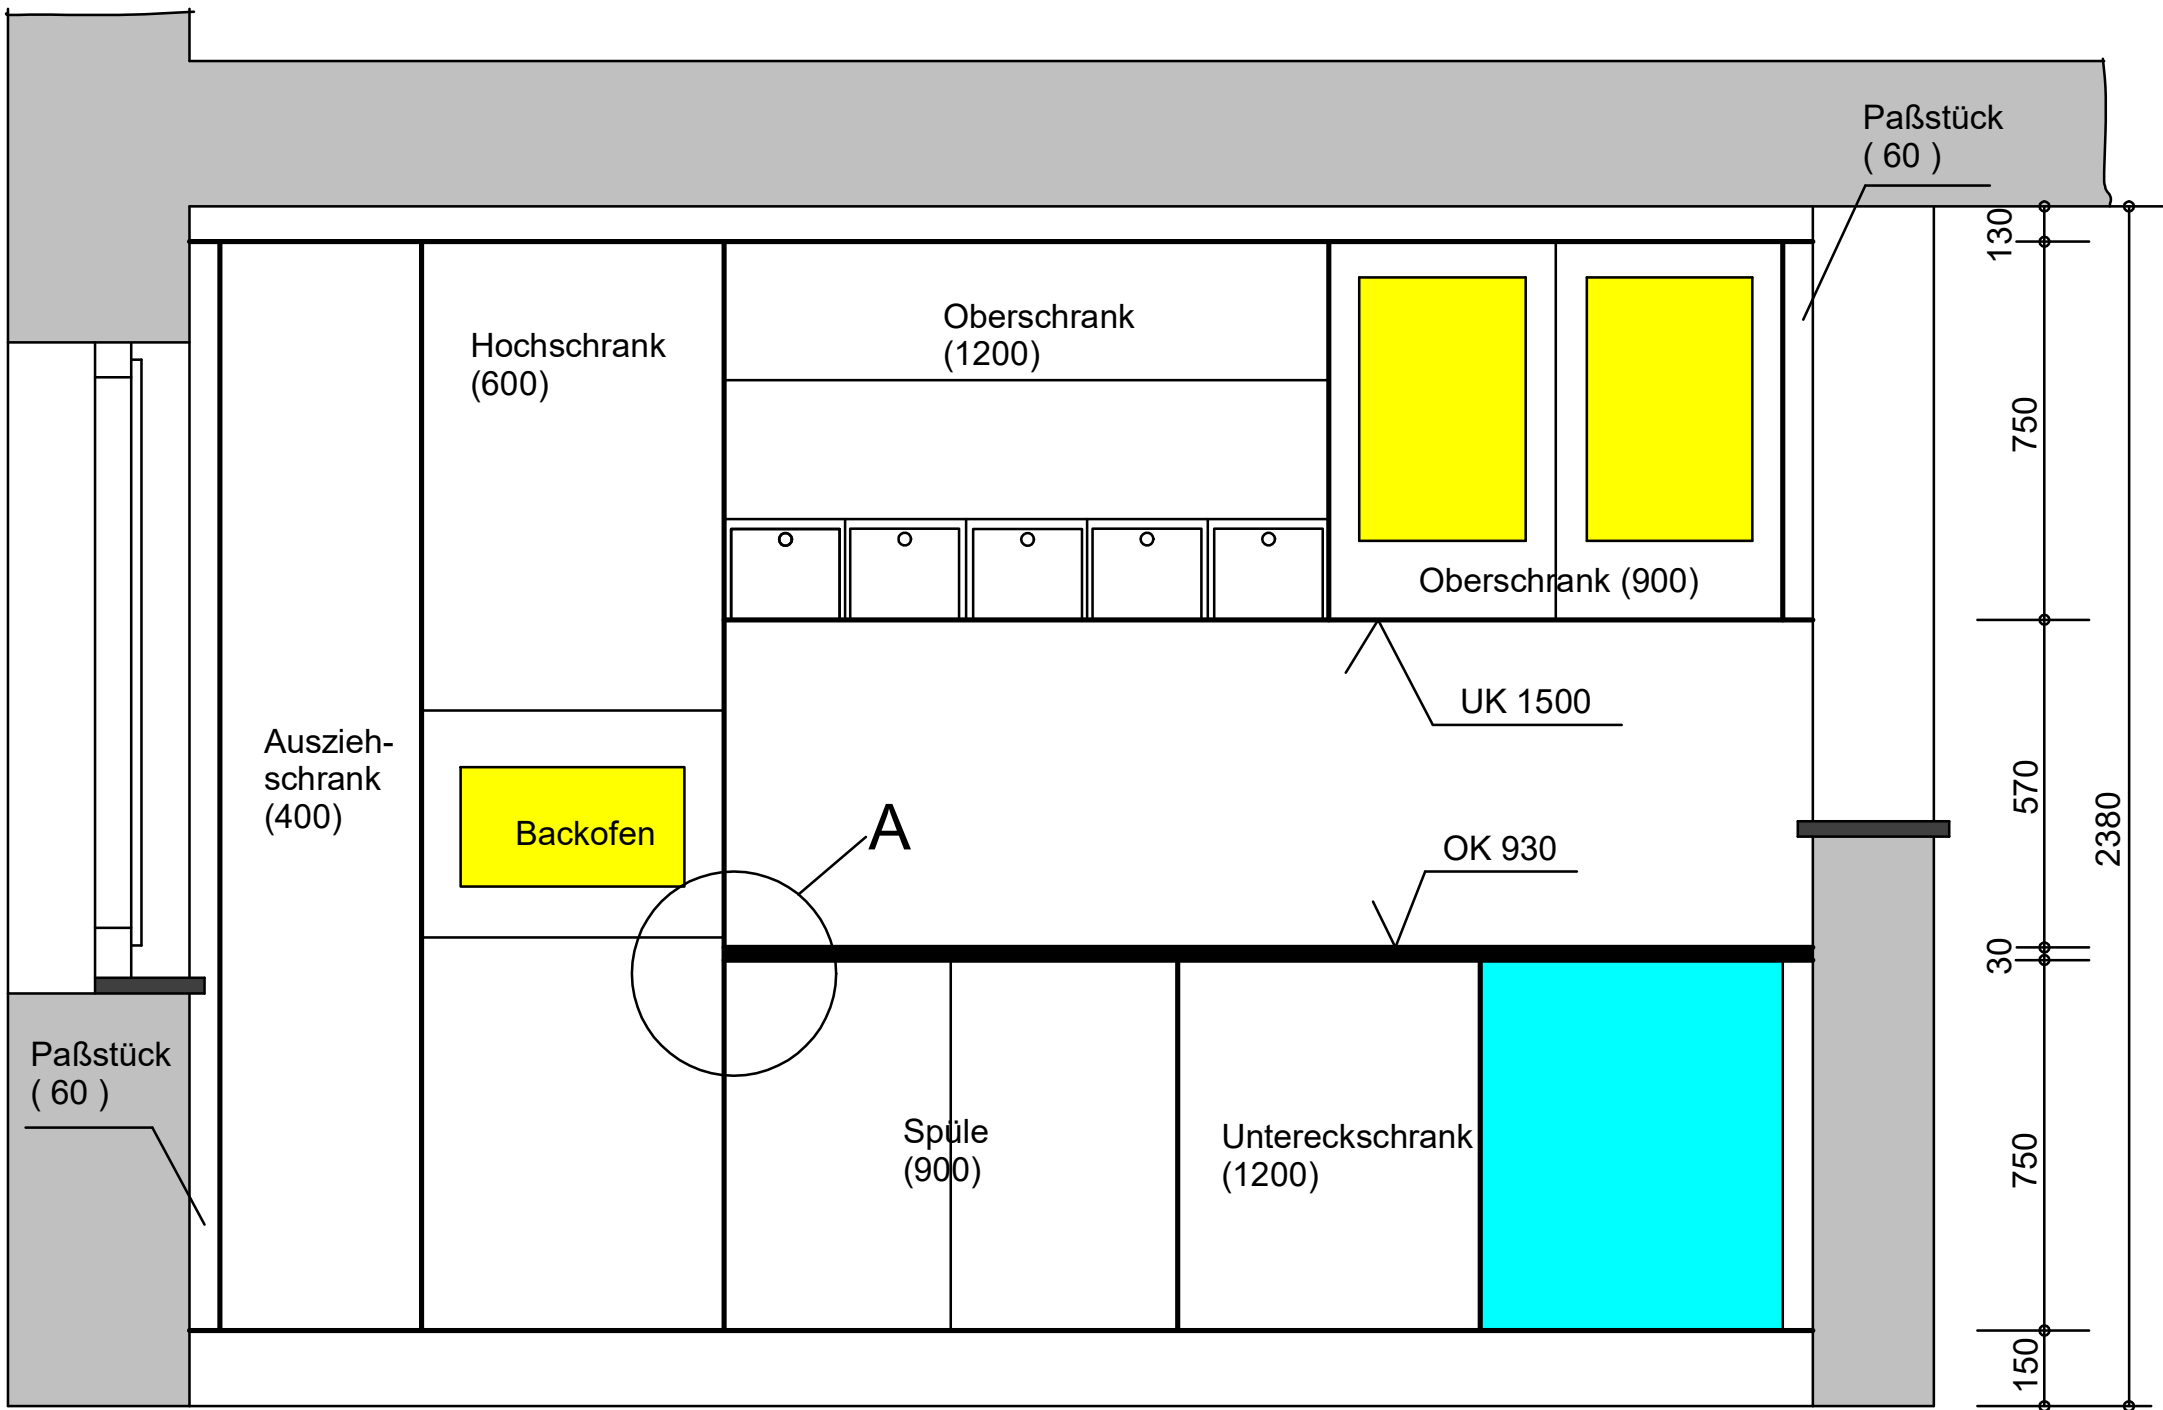 Paßstück
( 60 )
130
Oberschrank
(1200)
Hochschrank
(600)
750
Oberschrank (900)
UK 1500
Auszieh-
schrank
(400)
570
2380
A
Backofen
OK 930
30
Paßstück
( 60 )
Spüle
(900)
Untereckschrank
(1200)
750
150